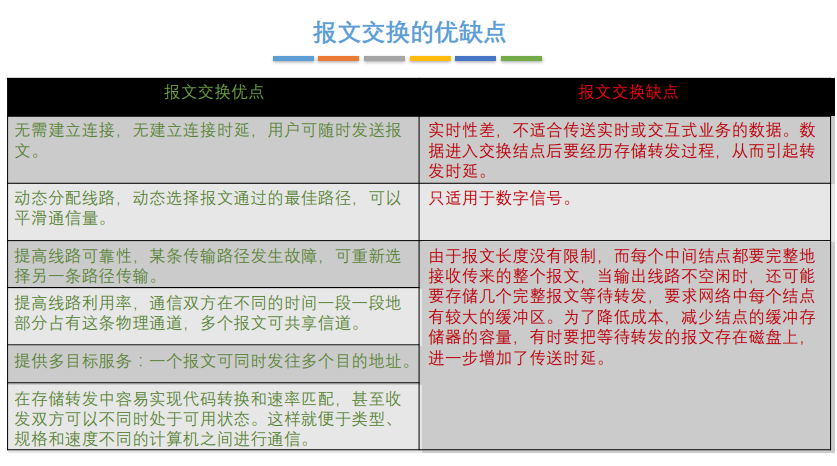 报文交换的优缺点
报文交换优点
报文交换缺点
无需建立连接，无建立连接时延，用户可随时发送报
文。
实时性差，不适合传送实时或交互式业务的数据。数
据进入交换结点后要经历存储转发过程，从而引起转
发时延。
动态分配线路，动态选择报文通过的最佳路径，可以
平滑通信量。
只适用于数字信号。
提高线路可靠性，某条传输路径发生故障，可重新选
择另一条路径传输。
提高线路利用率，通信双方在不同的时间一段一段地
部分占有这条物理通道，多个报文可共享信道。
提供多目标服务：一个报文可同时发往多个目的地址。
在存储转发中容易实现代码转换和速率匹配，甚至收
发双方可以不同时处于可用状态。这样就便于类型、
规格和速度不同的计算机之间进行通信。
由于报文长度没有限制，而每个中间结点都要完整地
接收传来的整个报文，当输出线路不空闲时，还可能
要存储几个完整报文等待转发，要求网络中每个结点
有较大的缓冲区。为了降低成本，减少结点的缓冲存
储器的容量，有时要把等待转发的报文存在磁盘上，
进一步增加了传送时延。